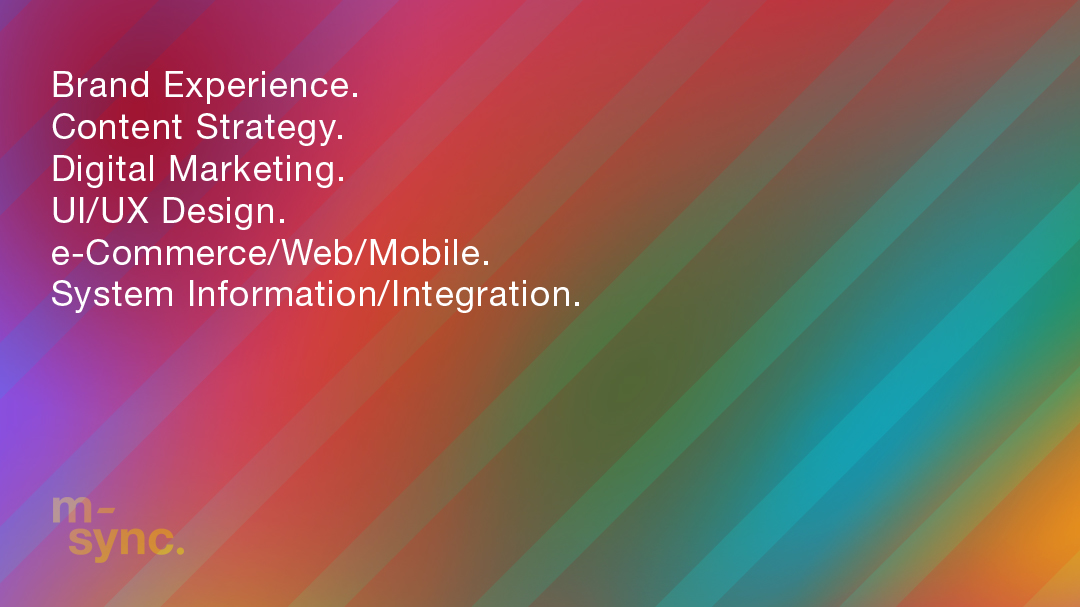 Brand Experience.
Content Strategy.
Digital Marketing.
UI/UX Design.
e-Commerce/Web/Mobile.
System Information/Integration.
m-
sync.